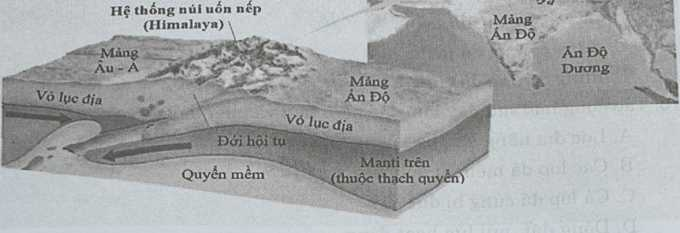 Hệ thống núi uốn nếp
(Himalaya)
Mảng
Âu - Á
Mảng
Ấn Độ
Vỏ lục địa
Vỏ lục địa
Đới hội tụ
Manti trên
(thuộc thạch quyển)
Quyển mềm
Mảng
Ấn Độ
Ấn Độ
Dương